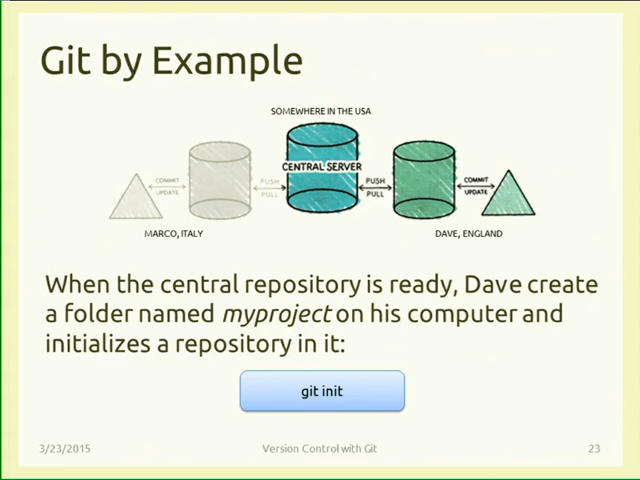 Git by Example
SOMEWHERE IN THE USA
CENTRAL SERVER
COMMIT
UPDATE
PUSH
PULL
PUSH
PULL
COMMIT
UPDATE
MARCO, ITALY
DAVE, ENGLAND
When the central repository is ready, Dave create
a folder named myproject on his computer and
initializes a repository in it:
git init
3/23/2015
Version Control with Git
23